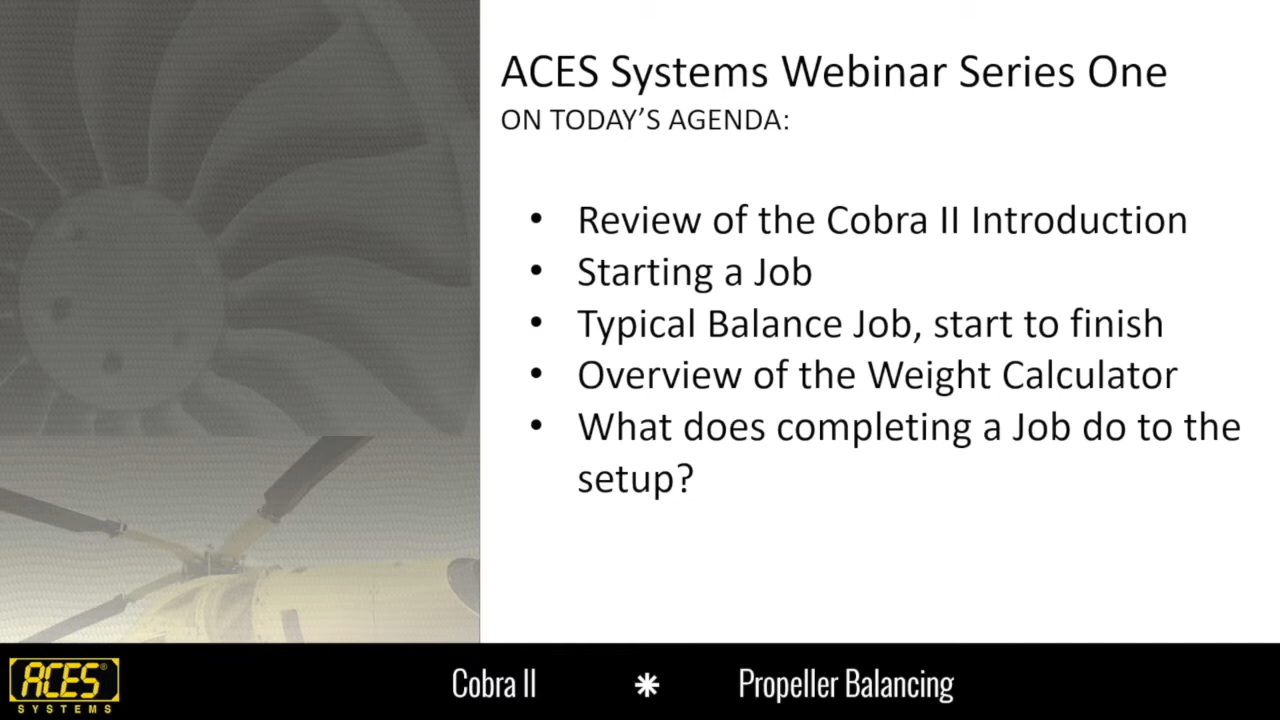 ACES Systems Webinar Series One
ON TODAY'S AGENDA:
• Review of the Cobra II Introduction
• Starting a Job
• Typical Balance Job, start to finish
• Overview of the Weight Calculator
• What does completing a Job do to the
setup?
ACES®
SYSTEMS
Cobra II * Propeller Balancing